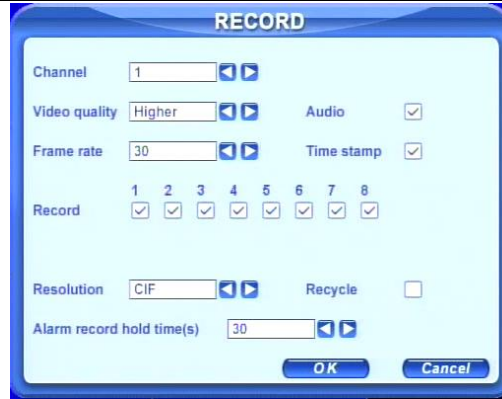 RECORD
Channel 1
Video quality Higher Audio
Frame rate 30 Time stamp
1 2 3 4 5 6 7 8
Record
Resolution CIF Recycle
Alarm record hold time(s) 30
OK Cancel